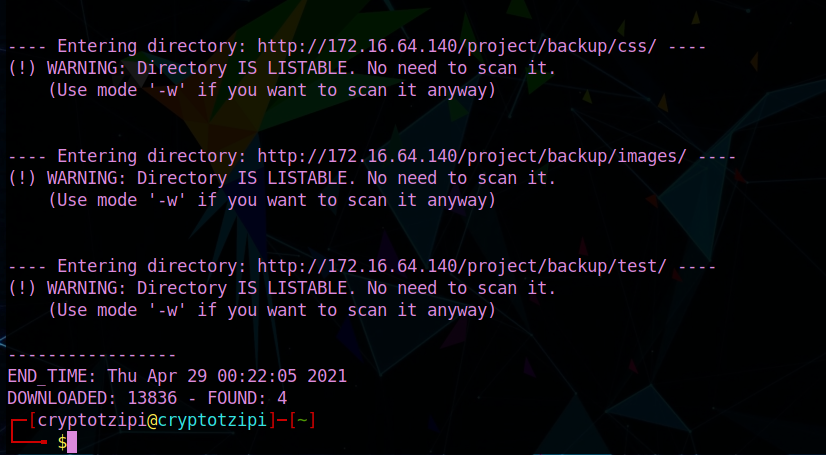 ---- Entering directory: http://172.16.64.140/project/backup/css/ ----
(!) WARNING: Directory IS LISTABLE. No need to scan it.
    (Use mode '-w' if you want to scan it anyway)
---- Entering directory: http://172.16.64.140/project/backup/images/ ----
(!) WARNING: Directory IS LISTABLE. No need to scan it.
    (Use mode '-w' if you want to scan it anyway)
---- Entering directory: http://172.16.64.140/project/backup/test/ ----
(!) WARNING: Directory IS LISTABLE. No need to scan it.
    (Use mode '-w' if you want to scan it anyway)
-----------------
END_TIME: Thu Apr 29 00:22:05 2021
DOWNLOADED: 13836 - FOUND: 4
┌─[cryptotzipi@cryptotzipi]─[~]
└──╼ $